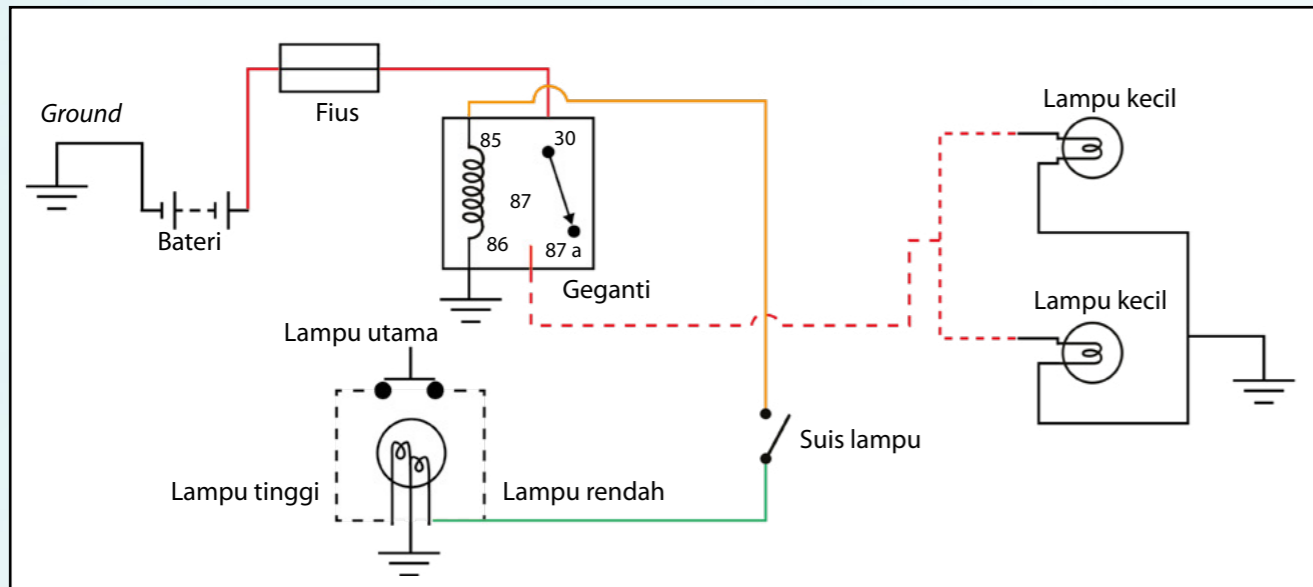 Ground
Fius
Bateri
85
30
87
86
87 a
Geganti
Lampu kecil
Lampu kecil
Lampu utama
Lampu tinggi
Lampu rendah
Suis lampu